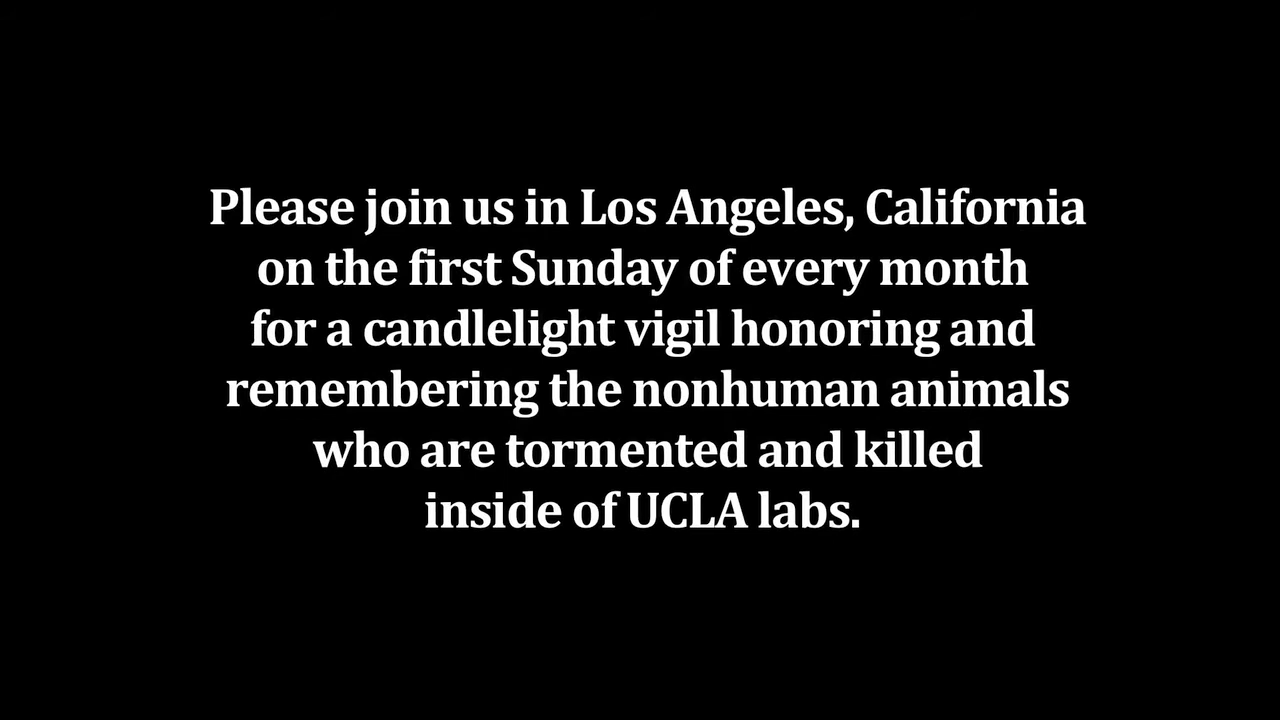 Please join us in Los Angeles, California
on the first Sunday of every month
for a candlelight vigil honoring and
remembering the nonhuman animals
who are tormented and killed
inside of UCLA labs.